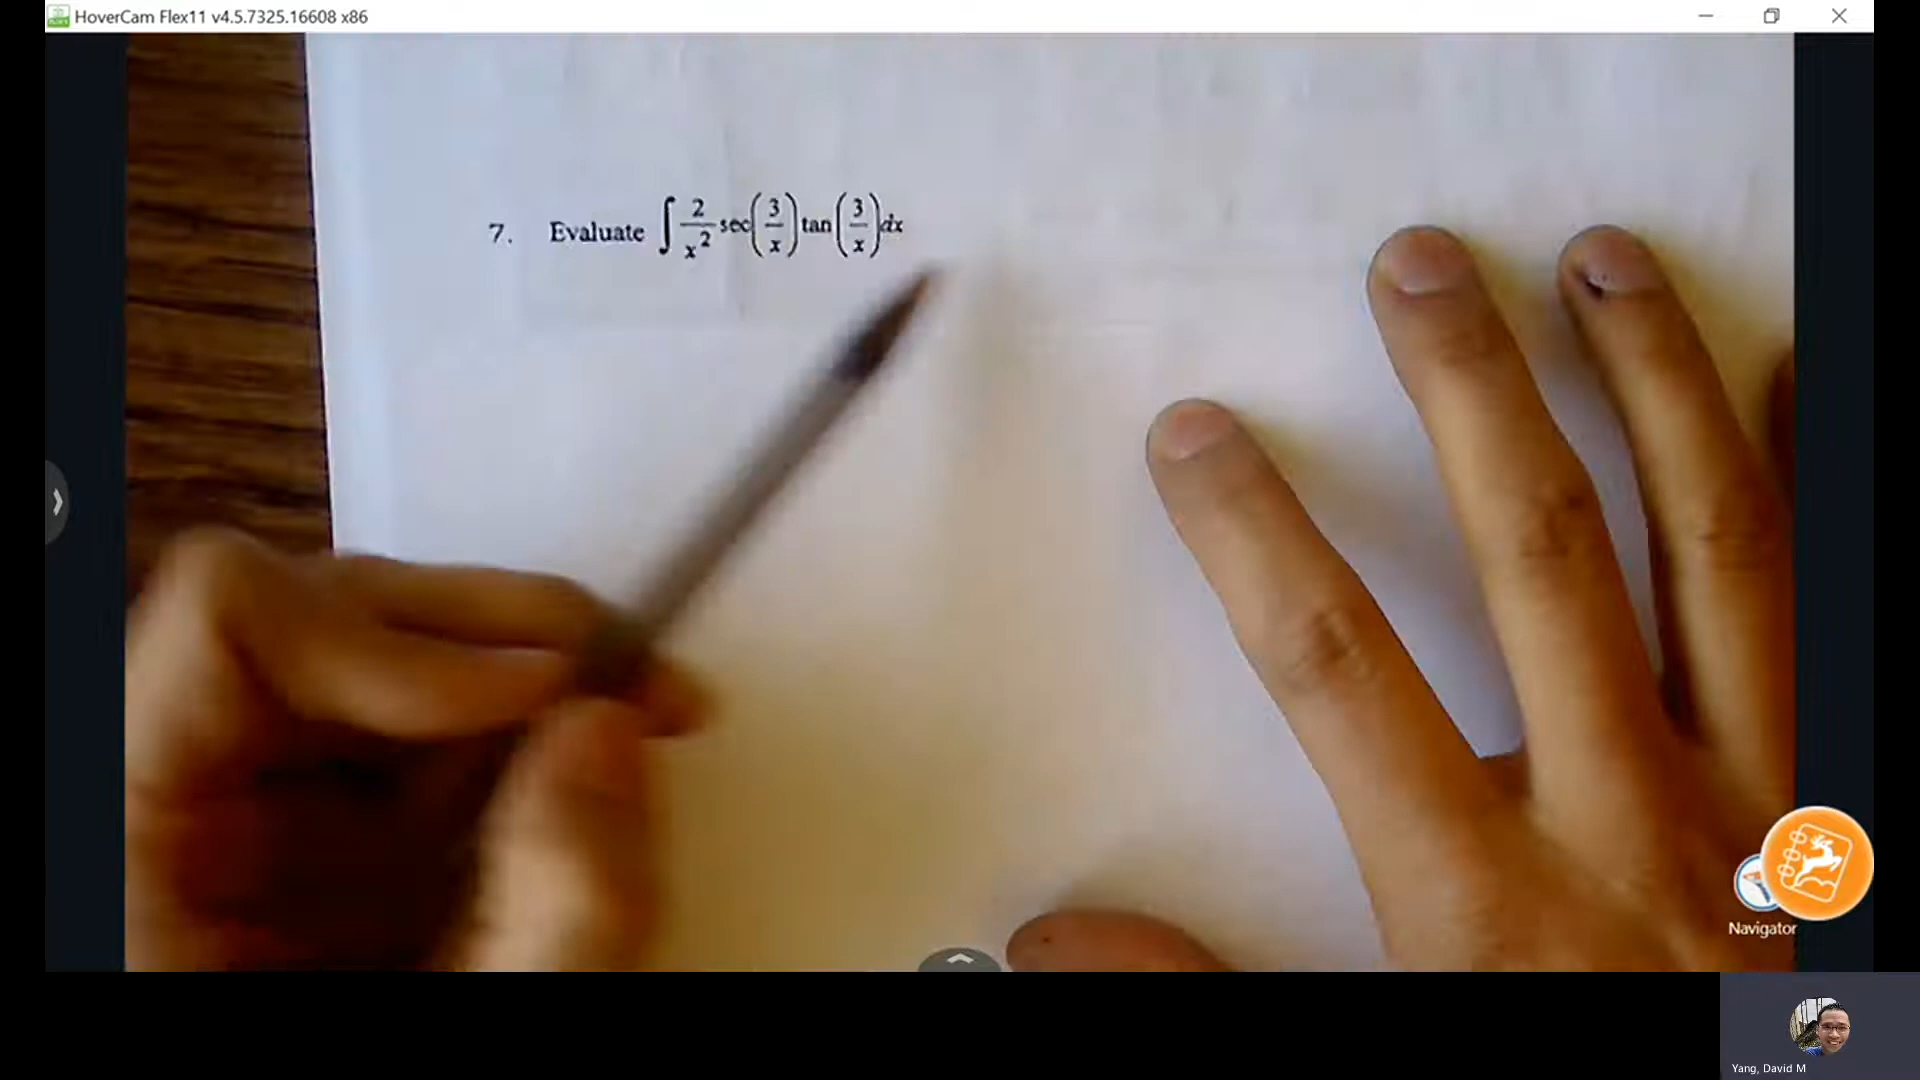 HoverCam Flex11 v4.5.7325.16608 x86
7. Evaluate ∫ 2/x² sec(3/x) tan(3/x) dx
Navigator
Yang, David M